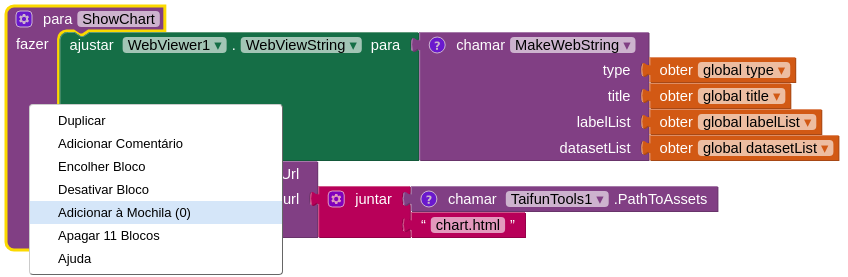 para ShowChart
fazer ajustar WebViewer1 . WebViewString para chamar MakeWebString
type obter global type
title obter global title
labelList obter global labelList
datasetList obter global datasetList
Url
url juntar chamar TaifunTools1 .PathToAssets
“ chart.html ”
Duplicar
Adicionar Comentário
Encolher Bloco
Desativar Bloco
Adicionar à Mochila (0)
Apagar 11 Blocos
Ajuda